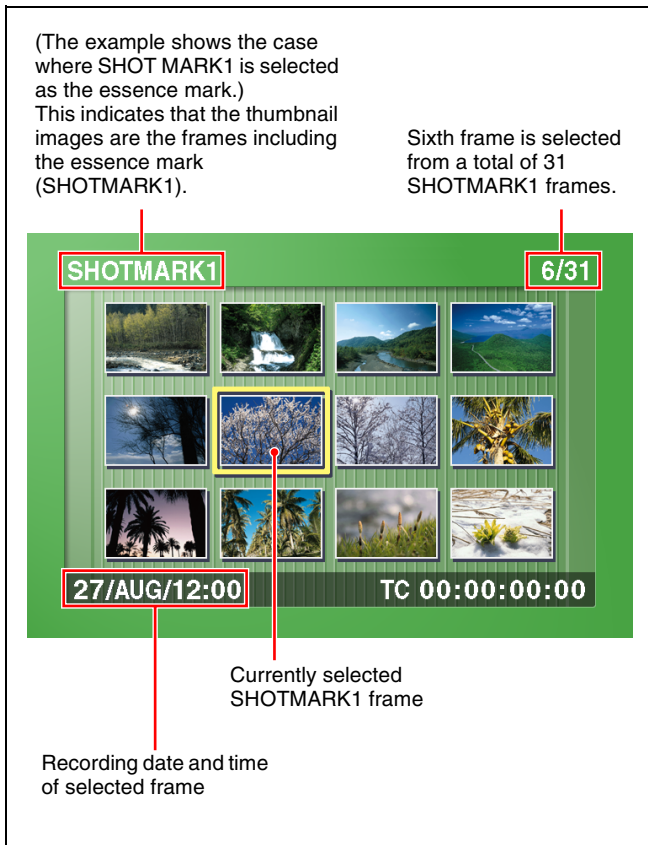 (The example shows the case
where SHOT MARK1 is selected
as the essence mark.)
This indicates that the thumbnail
images are the frames including
the essence mark
(SHOTMARK1).
Sixth frame is selected
from a total of 31
SHOTMARK1 frames.
SHOTMARK1
6/31
27/AUG/12:00
TC 00:00:00:00
Currently selected
SHOTMARK1 frame
Recording date and time
of selected frame